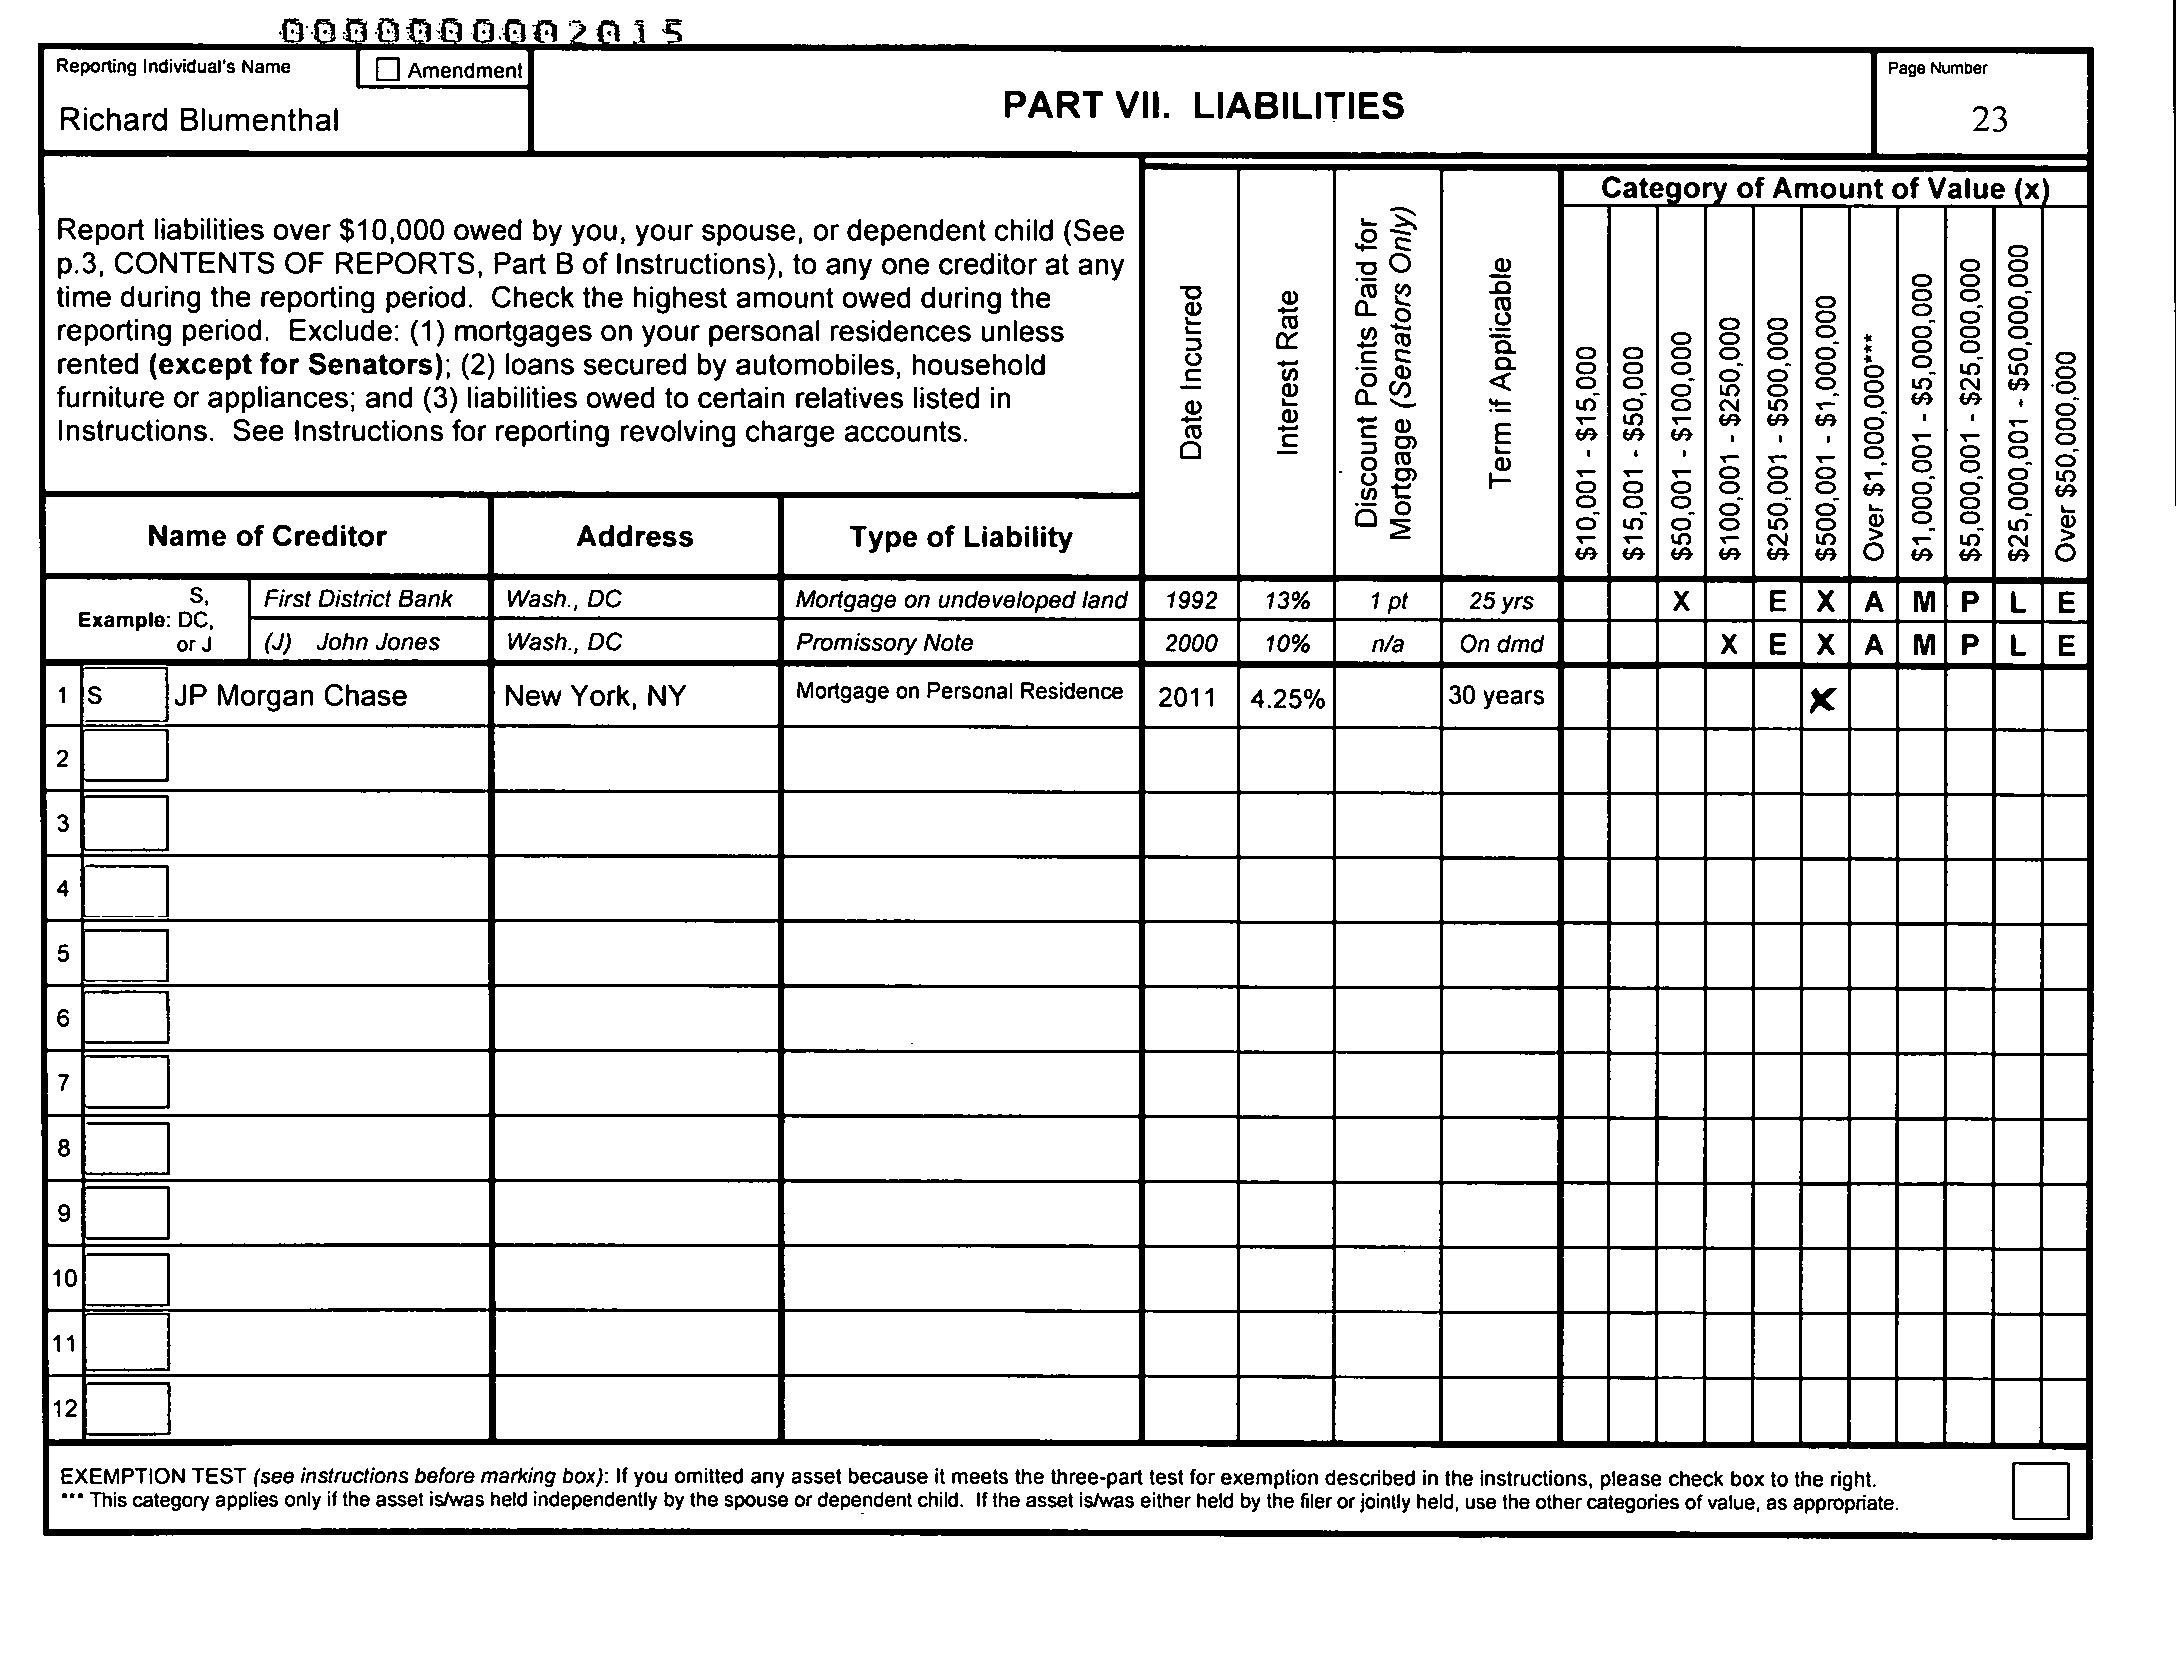 0000000002015
Reporting Individual's Name
Amendment
Richard Blumenthal
PART VII. LIABILITIES
Page Number
23
Report liabilities over $10,000 owed by you, your spouse, or dependent child (See
p.3, CONTENTS OF REPORTS, Part B of Instructions), to any one creditor at any
time during the reporting period. Check the highest amount owed during the
reporting period. Exclude: (1) mortgages on your personal residences unless
rented (except for Senators); (2) loans secured by automobiles, household
furniture or appliances; and (3) liabilities owed to certain relatives listed in
Instructions. See Instructions for reporting revolving charge accounts.
Name of Creditor
Address
Type of Liability
Date Incurred
Interest Rate
Discount Points Paid for
Mortgage (Senators Only)
Term if Applicable
Category of Amount of Value (x)
$10,001 - $15,000
$15,001 - $50,000
$50,001 - $100,000
$100,001 - $250,000
$250,001 - $500,000
$500,001 - $1,000,000
Over $1,000,000***
$1,000,001 - $5,000,000
$5,000,001 - $25,000,000
$25,000,001 - $50,000,000
Over $50,000,000
Example:
S,
DC,
or J
First District Bank Wash., DC Mortgage on undeveloped land 1992 13% 1 pt 25 yrs X E X A M P L E
(J) John Jones Wash., DC Promissory Note 2000 10% n/a On dmd X E X A M P L E
1 S JP Morgan Chase New York, NY Mortgage on Personal Residence 2011 4.25% 30 years X
2
3
4
5
6
7
8
9
10
11
12
EXEMPTION TEST (see instructions before marking box): If you omitted any asset because it meets the three-part test for exemption described in the instructions, please check box to the right.
*** This category applies only if the asset is/was held independently by the spouse or dependent child. If the asset is/was either held by the filer or jointly held, use the other categories of value, as appropriate.